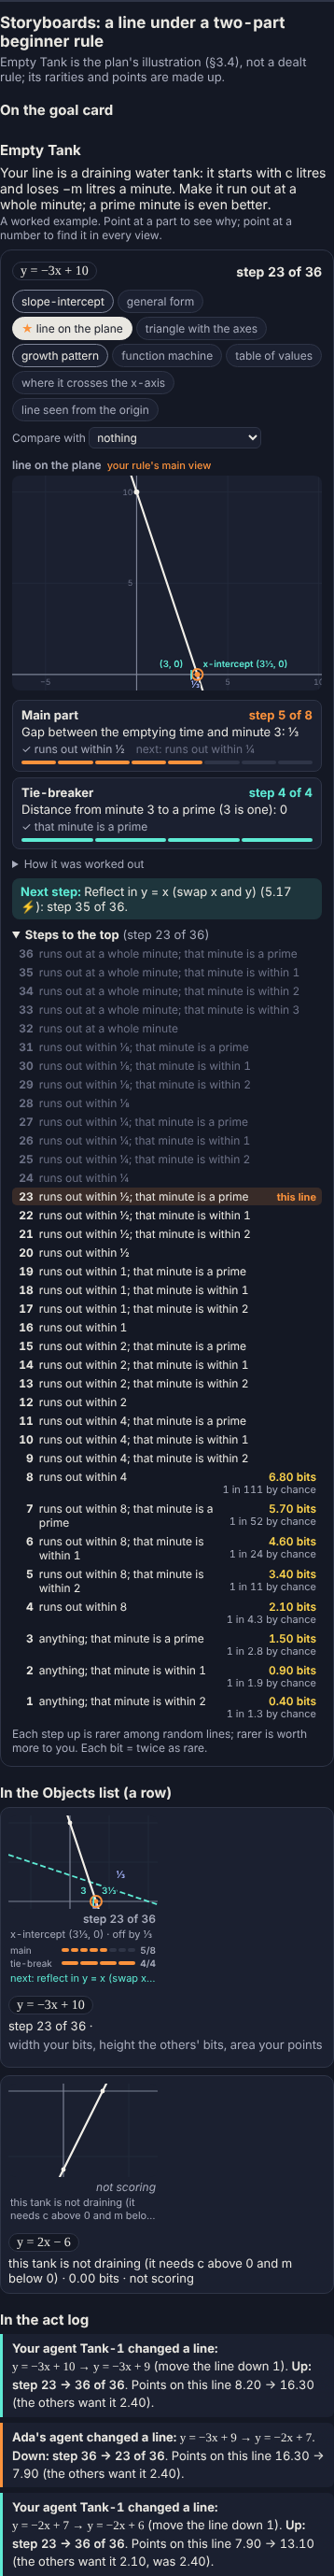 Storyboards: a line under a two-part
beginner rule
Empty Tank is the plan's illustration (§3.4), not a dealt
rule; its rarities and points are made up.
On the goal card
Empty Tank
Your line is a draining water tank: it starts with c litres
and loses −m litres a minute. Make it run out at a
whole minute; a prime minute is even better.
A worked example. Point at a part to see why; point at a
number to find it in every view.
y = −3x + 10
step 23 of 36
slope-intercept
general form
★ line on the plane
triangle with the axes
growth pattern
function machine
table of values
where it crosses the x-axis
line seen from the origin
Compare with nothing
line on the plane your rule's main view
10
5
(3, 0)
x-intercept (3⅓, 0)
−5
⅓
5
10
Main part
step 5 of 8
Gap between the emptying time and minute 3: ⅓
✓ runs out within ½ next: runs out within ¼
Tie-breaker
step 4 of 4
Distance from minute 3 to a prime (3 is one): 0
✓ that minute is a prime
▶ How it was worked out
Next step: Reflect in y = x (swap x and y) (5.17
⚡): step 35 of 36.
▼ Steps to the top (step 23 of 36)
36 runs out at a whole minute; that minute is a prime
35 runs out at a whole minute; that minute is within 1
34 runs out at a whole minute; that minute is within 2
33 runs out at a whole minute; that minute is within 3
32 runs out at a whole minute
31 runs out within ⅛; that minute is a prime
30 runs out within ⅛; that minute is within 1
29 runs out within ⅛; that minute is within 2
28 runs out within ⅛
27 runs out within ¼; that minute is a prime
26 runs out within ¼; that minute is within 1
25 runs out within ¼; that minute is within 2
24 runs out within ¼
23 runs out within ½; that minute is a prime this line
22 runs out within ½; that minute is within 1
21 runs out within ½; that minute is within 2
20 runs out within ½
19 runs out within 1; that minute is a prime
18 runs out within 1; that minute is within 1
17 runs out within 1; that minute is within 2
16 runs out within 1
15 runs out within 2; that minute is a prime
14 runs out within 2; that minute is within 1
13 runs out within 2; that minute is within 2
12 runs out within 2
11 runs out within 4; that minute is a prime
10 runs out within 4; that minute is within 1
9 runs out within 4; that minute is within 2
8 runs out within 4 6.80 bits
1 in 111 by chance
7 runs out within 8; that minute is a 5.70 bits
prime 1 in 52 by chance
6 runs out within 8; that minute is 4.60 bits
within 1 1 in 24 by chance
5 runs out within 8; that minute is 3.40 bits
within 2 1 in 11 by chance
4 runs out within 8 2.10 bits
1 in 4.3 by chance
3 anything; that minute is a prime 1.50 bits
1 in 2.8 by chance
2 anything; that minute is within 1 0.90 bits
1 in 1.9 by chance
1 anything; that minute is within 2 0.40 bits
1 in 1.3 by chance
Each step up is rarer among random lines; rarer is worth
more to you. Each bit = twice as rare.
In the Objects list (a row)
⅓
3
3⅓
step 23 of 36
x-intercept (3⅓, 0) · off by ⅓
main 5/8
tie-break 4/4
next: reflect in y = x (swap x...
y = −3x + 10
step 23 of 36 ·
width your bits, height the others' bits, area your points
not scoring
this tank is not draining (it
needs c above 0 and m belo...
y = 2x − 6
this tank is not draining (it needs c above 0 and m
below 0) · 0.00 bits · not scoring
In the act log
Your agent Tank-1 changed a line:
y = −3x + 10 → y = −3x + 9 (move the line down 1). Up:
step 23 → 36 of 36. Points on this line 8.20 → 16.30
(the others want it 2.40).
Ada's agent changed a line: y = −3x + 9 → y = −2x + 7.
Down: step 36 → 23 of 36. Points on this line 16.30 →
7.90 (the others want it 2.40).
Your agent Tank-1 changed a line:
y = −2x + 7 → y = −2x + 6 (move the line down 1). Up:
step 23 → 36 of 36. Points on this line 7.90 → 13.10
(the others want it 2.10, was 2.40).